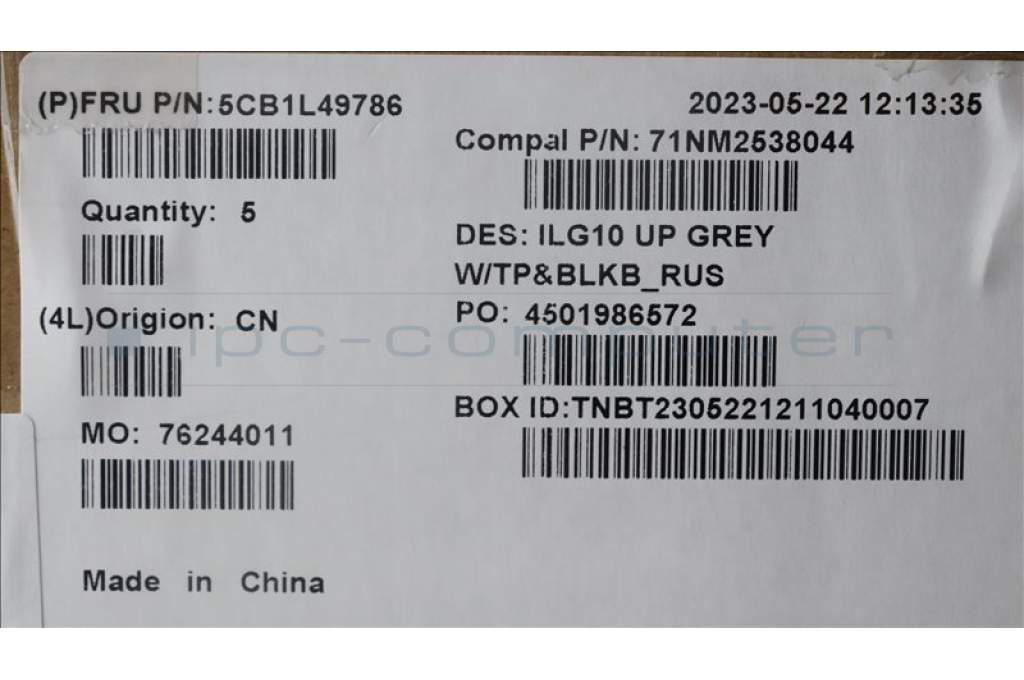 (P)FRU P/N:5CB1L49786
2023-05-22 12:13:35
Compal P/N: 71NM2538044
Quantity: 5
DES: ILG10 UP GREY
W/TP&BLKB_RUS
(4L)Origion: CN
PO: 4501986572
ipc-computer
BOX ID:TNBT2305221211040007
MO: 76244011
Made in China